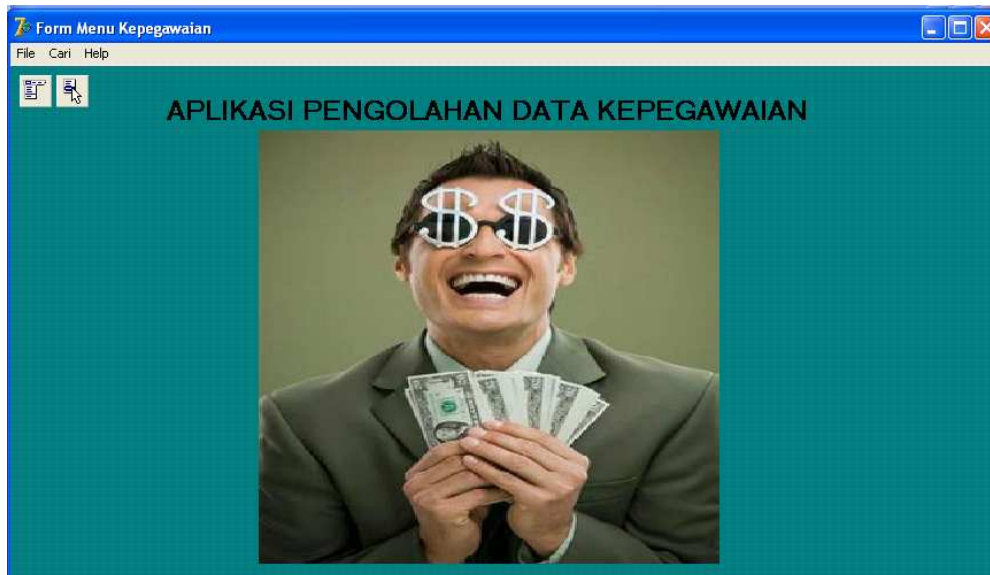 Form Menu Kepegawaian
File Cari Help
APLIKASI PENGOLAHAN DATA KEPEGAWAIAN
$ $